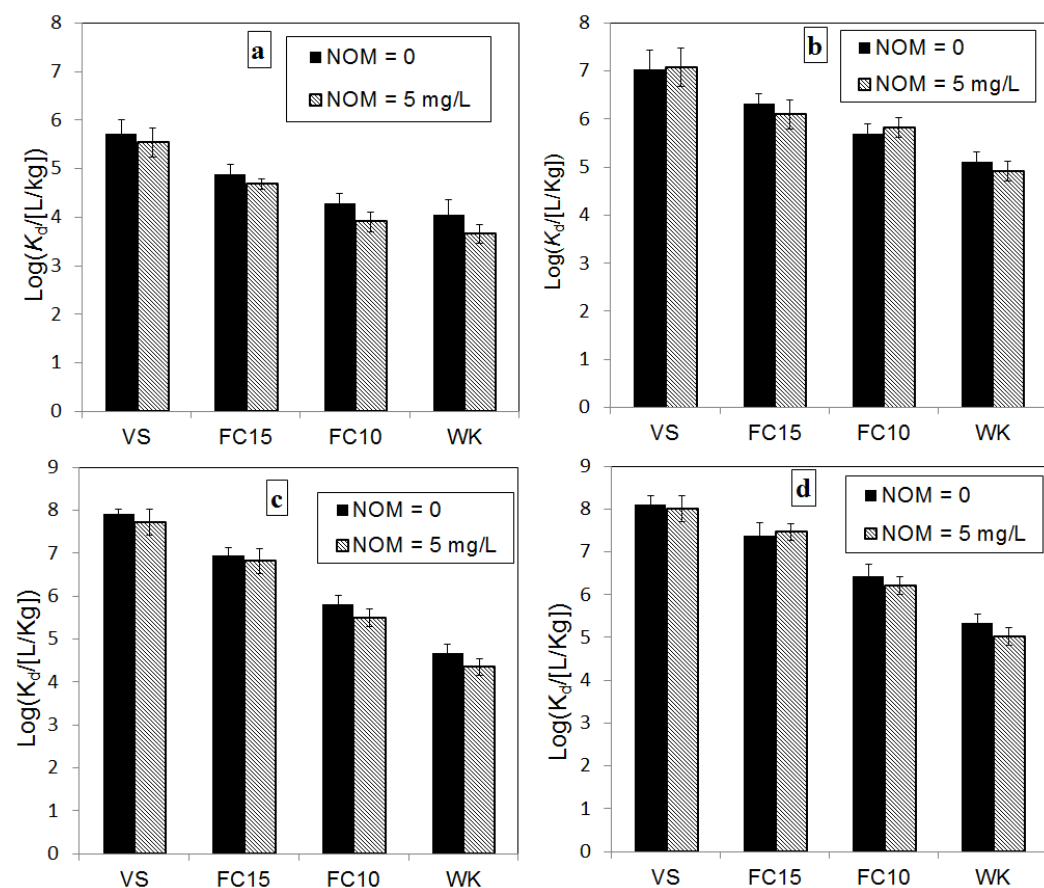 a
NOM = 0
NOM = 5 mg/L
Log(Kd/[L/kg])
8
7
6
5
4
3
2
1
0
VS FC15 FC10 WK
b
NOM = 0
NOM = 5 mg/L
Log(Kd/[L/Kg])
8
7
6
5
4
3
2
1
0
VS FC15 FC10 WK
c
NOM = 0
NOM = 5 mg/L
Log(Kd/[L/Kg])
9
8
7
6
5
4
3
2
1
0
VS FC15 FC10 WK
d
NOM = 0
NOM = 5 mg/L
Log(Kd/[L/Kg])
9
8
7
6
5
4
3
2
1
0
VS FC15 FC10 WK